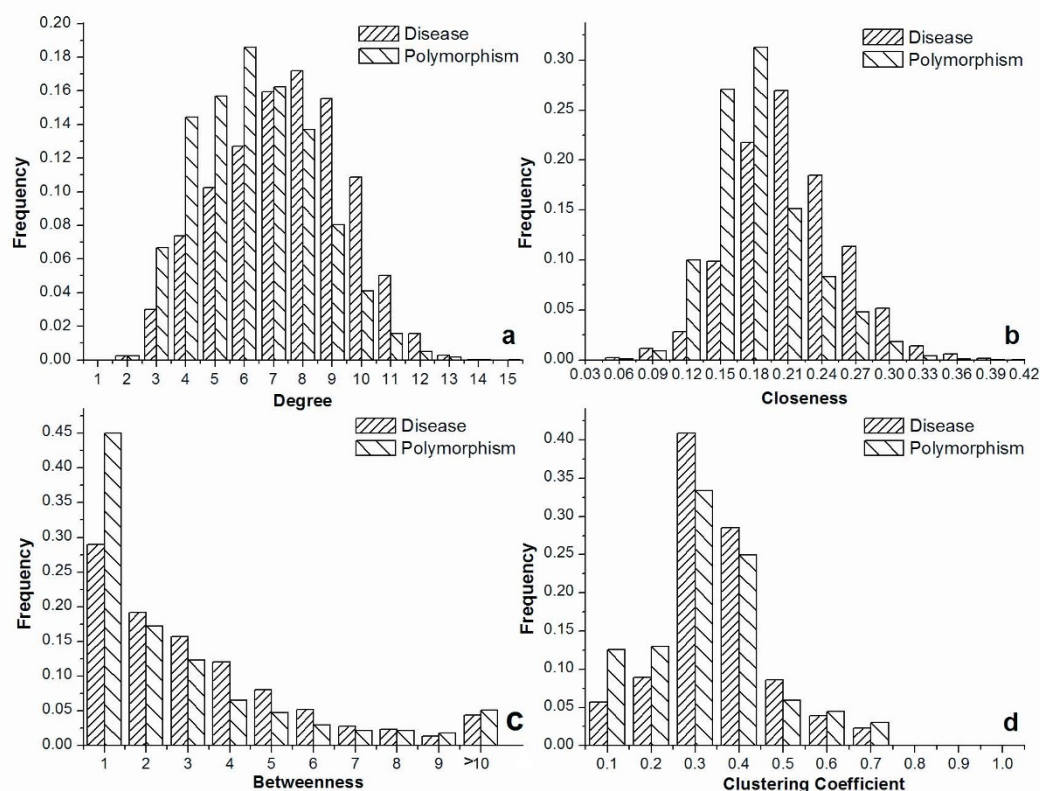 Disease
Polymorphism
Frequency
0.20
0.18
0.16
0.14
0.12
0.10
0.08
0.06
0.04
0.02
0.00
a
1 2 3 4 5 6 7 8 9 10 11 12 13 14 15
Degree
Disease
Polymorphism
Frequency
0.30
0.25
0.20
0.15
0.10
0.05
0.00
b
0.03 0.06 0.09 0.12 0.15 0.18 0.21 0.24 0.27 0.30 0.33 0.36 0.39 0.42
Closeness
Disease
Polymorphism
Frequency
0.45
0.40
0.35
0.30
0.25
0.20
0.15
0.10
0.05
0.00
c
1 2 3 4 5 6 7 8 9 >10
Betweenness
Disease
Polymorphism
Frequency
0.40
0.35
0.30
0.25
0.20
0.15
0.10
0.05
0.00
d
0.1 0.2 0.3 0.4 0.5 0.6 0.7 0.8 0.9 1.0
Clustering Coefficient